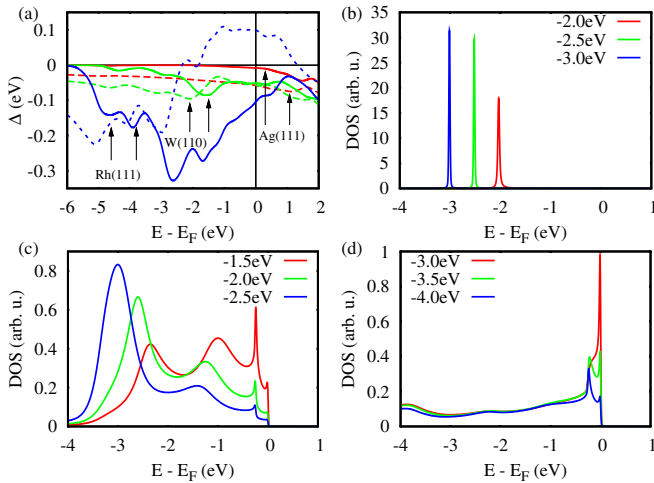 (a)
0.1
0
-0.1
-0.2
-0.3
Δ (eV)
Rh(111)
W(110)
Ag(111)
-6 -5 -4 -3 -2 -1 0 1 2
E - E_F (eV)
(b)
-2.0eV
-2.5eV
-3.0eV
35
30
25
20
15
10
5
0
DOS (arb. u.)
-4 -3 -2 -1 0 1
E - E_F (eV)
(c)
-1.5eV
-2.0eV
-2.5eV
0.8
0.6
0.4
0.2
0
DOS (arb. u.)
-4 -3 -2 -1 0 1
E - E_F (eV)
(d)
-3.0eV
-3.5eV
-4.0eV
1
0.8
0.6
0.4
0.2
0
DOS (arb. u.)
-4 -3 -2 -1 0 1
E - E_F (eV)